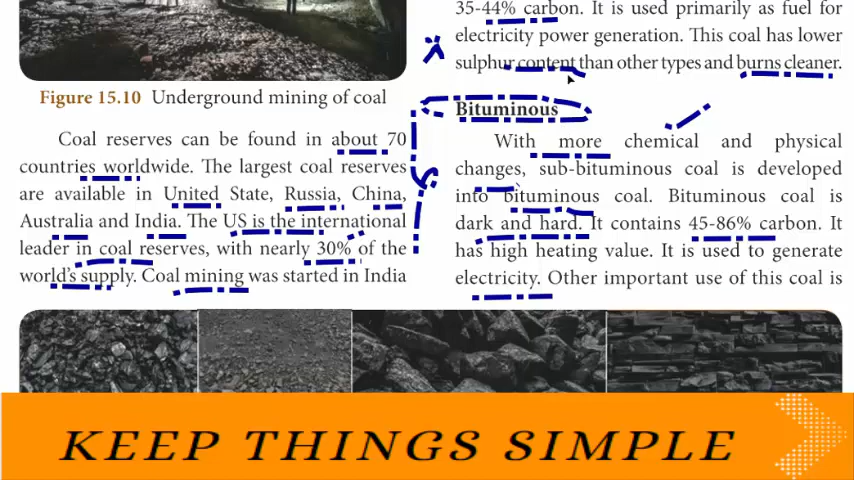 Figure 15.10 Underground mining of coal
Coal reserves can be found in about 70
countries worldwide. The largest coal reserves
are available in United State, Russia, China,
Australia and India. The US is the international
leader in coal reserves, with nearly 30% of the
world's supply. Coal mining was started in India
35-44% carbon. It is used primarily as fuel for
electricity power generation. This coal has lower
sulphur content than other types and burns cleaner.
Bituminous
With more chemical and physical
changes, sub-bituminous coal is developed
into bituminous coal. Bituminous coal is
dark and hard. It contains 45-86% carbon. It
has high heating value. It is used to generate
electricity. Other important use of this coal is
KEEP THINGS SIMPLE